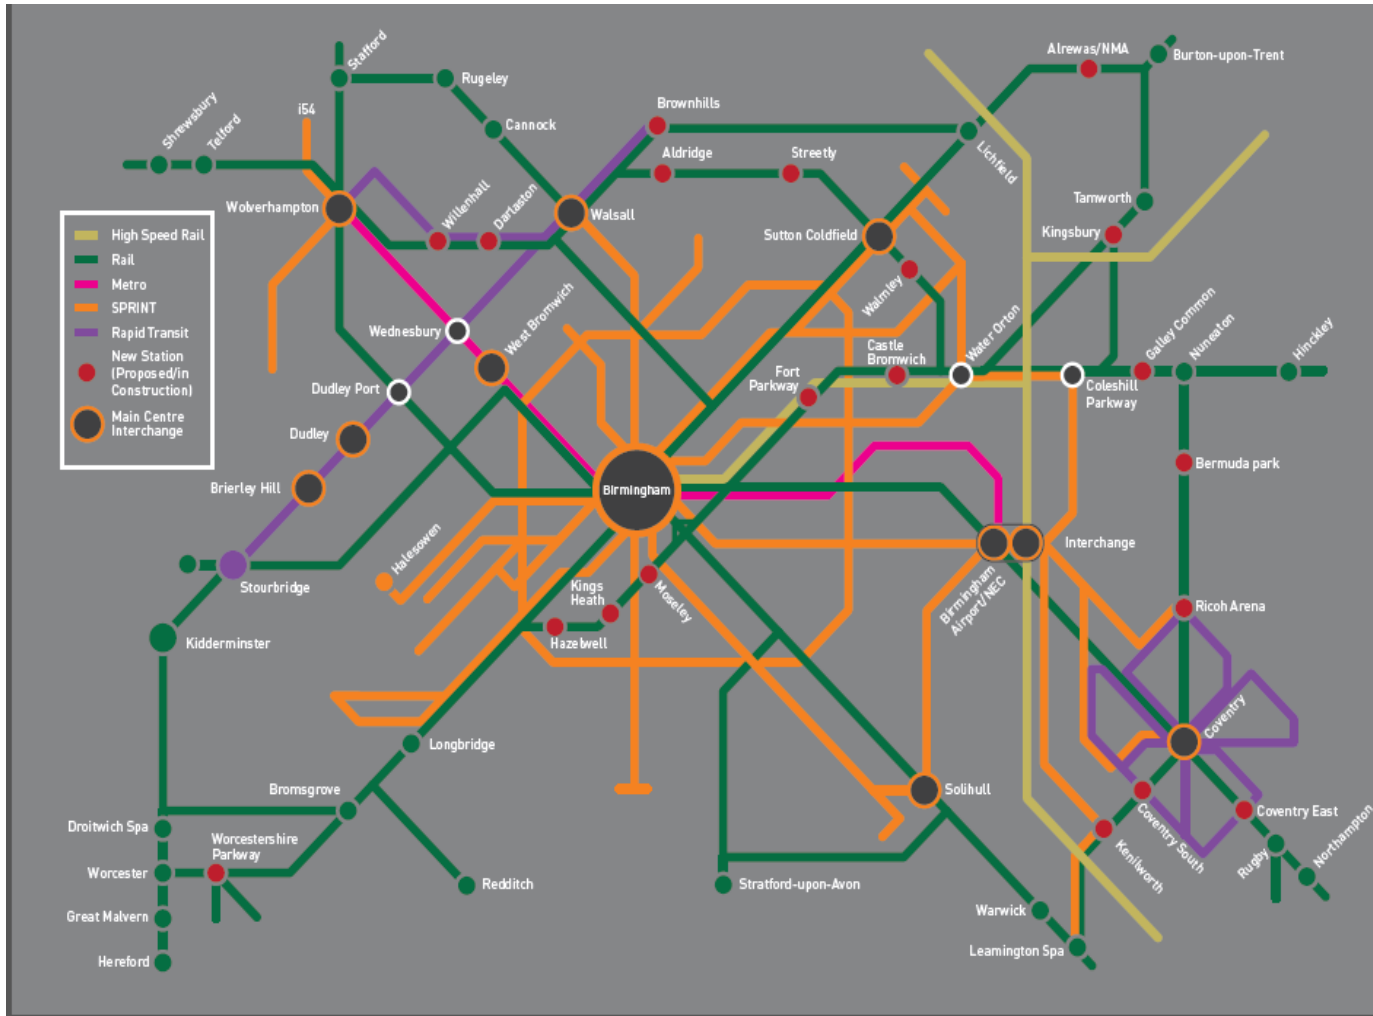 Stafford
Rugeley
Alrewas/NMA
Burton-upon-Trent
i54
Brownhills
Shrewsbury
Telford
Cannock
Aldridge
Streetly
Lichfield
Wolverhampton
Willenhall
Darlaston
Walsall
Tamworth
Sutton Coldfield
Kingsbury
High Speed Rail
Rail
Metro
SPRINT
Rapid Transit
New Station
(Proposed/in
Construction)
Main Centre
Interchange
Walmley
Wednesbury
West Bromwich
Water Orton
Galley Common
Nuneaton
Hinckley
Castle
Bromwich
Fort
Parkway
Dudley Port
Coleshill
Parkway
Dudley
Bermuda park
Brierley Hill
Birmingham
Halesowen
Interchange
Stourbridge
Kings
Heath
Moseley
Birmingham
Airport/NEC
Ricoh Arena
Kidderminster
Hazelwell
Coventry
Longbridge
Bromsgrove
Solihull
Droitwich Spa
Worcestershire
Parkway
Coventry South
Coventry East
Kenilworth
Rugby
Northampton
Worcester
Redditch
Stratford-upon-Avon
Great Malvern
Warwick
Leamington Spa
Hereford